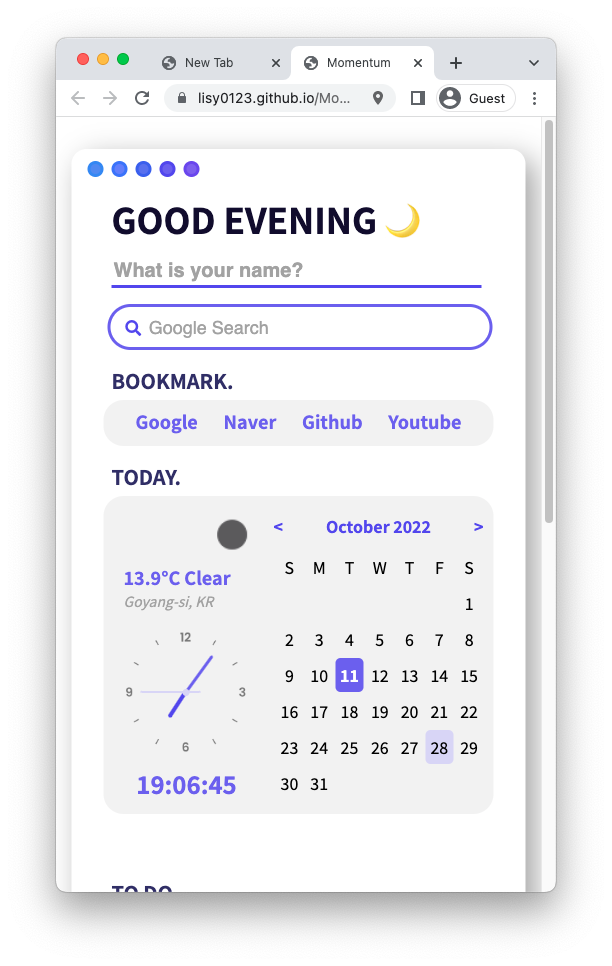 New Tab
Momentum
lisy0123.github.io/Mo...
Guest
GOOD EVENING 🌙
What is your name?
Google Search
BOOKMARK.
Google Naver Github Youtube
TODAY.
13.9°C Clear
Goyang-si, KR
12
9 3
6
19:06:45
< October 2022 >
S M T W T F S
1
2 3 4 5 6 7 8
9 10 11 12 13 14 15
16 17 18 19 20 21 22
23 24 25 26 27 28 29
30 31
TO DO